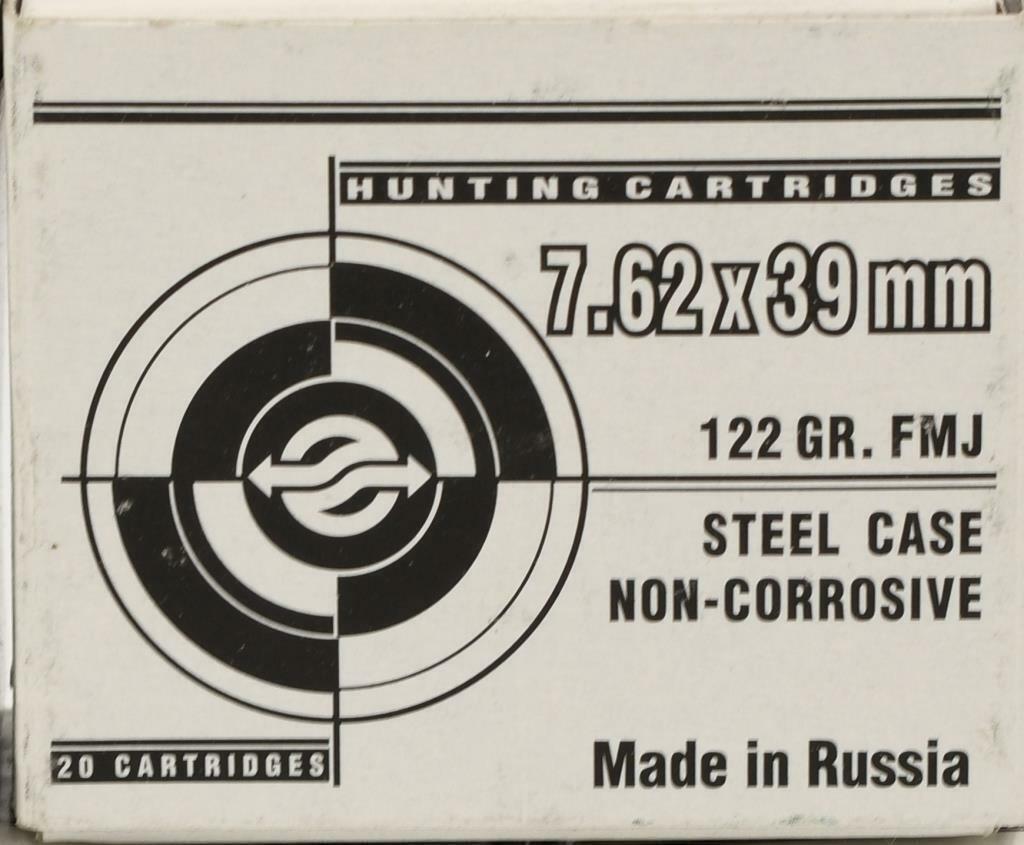 HUNTING CARTRIDGES
7.62x39mm
122 GR. FMJ
STEEL CASE
NON-CORROSIVE
20 CARTRIDGES
Made in Russia